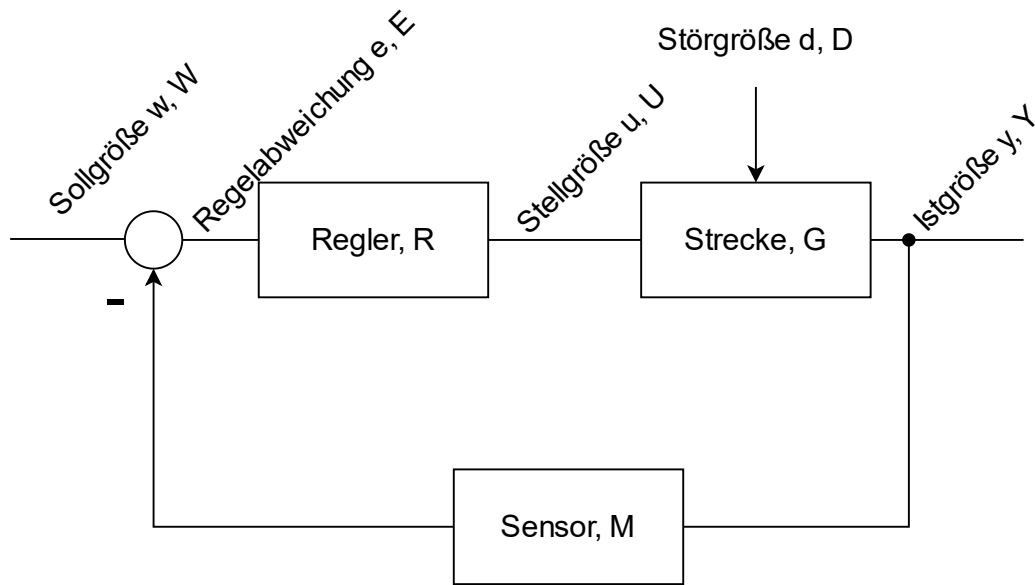 Sollgröße w, W
Regelabweichung e, E
Stellgröße u, U
Störgröße d, D
Istgröße y, Y
-
Regler, R
Strecke, G
Sensor, M